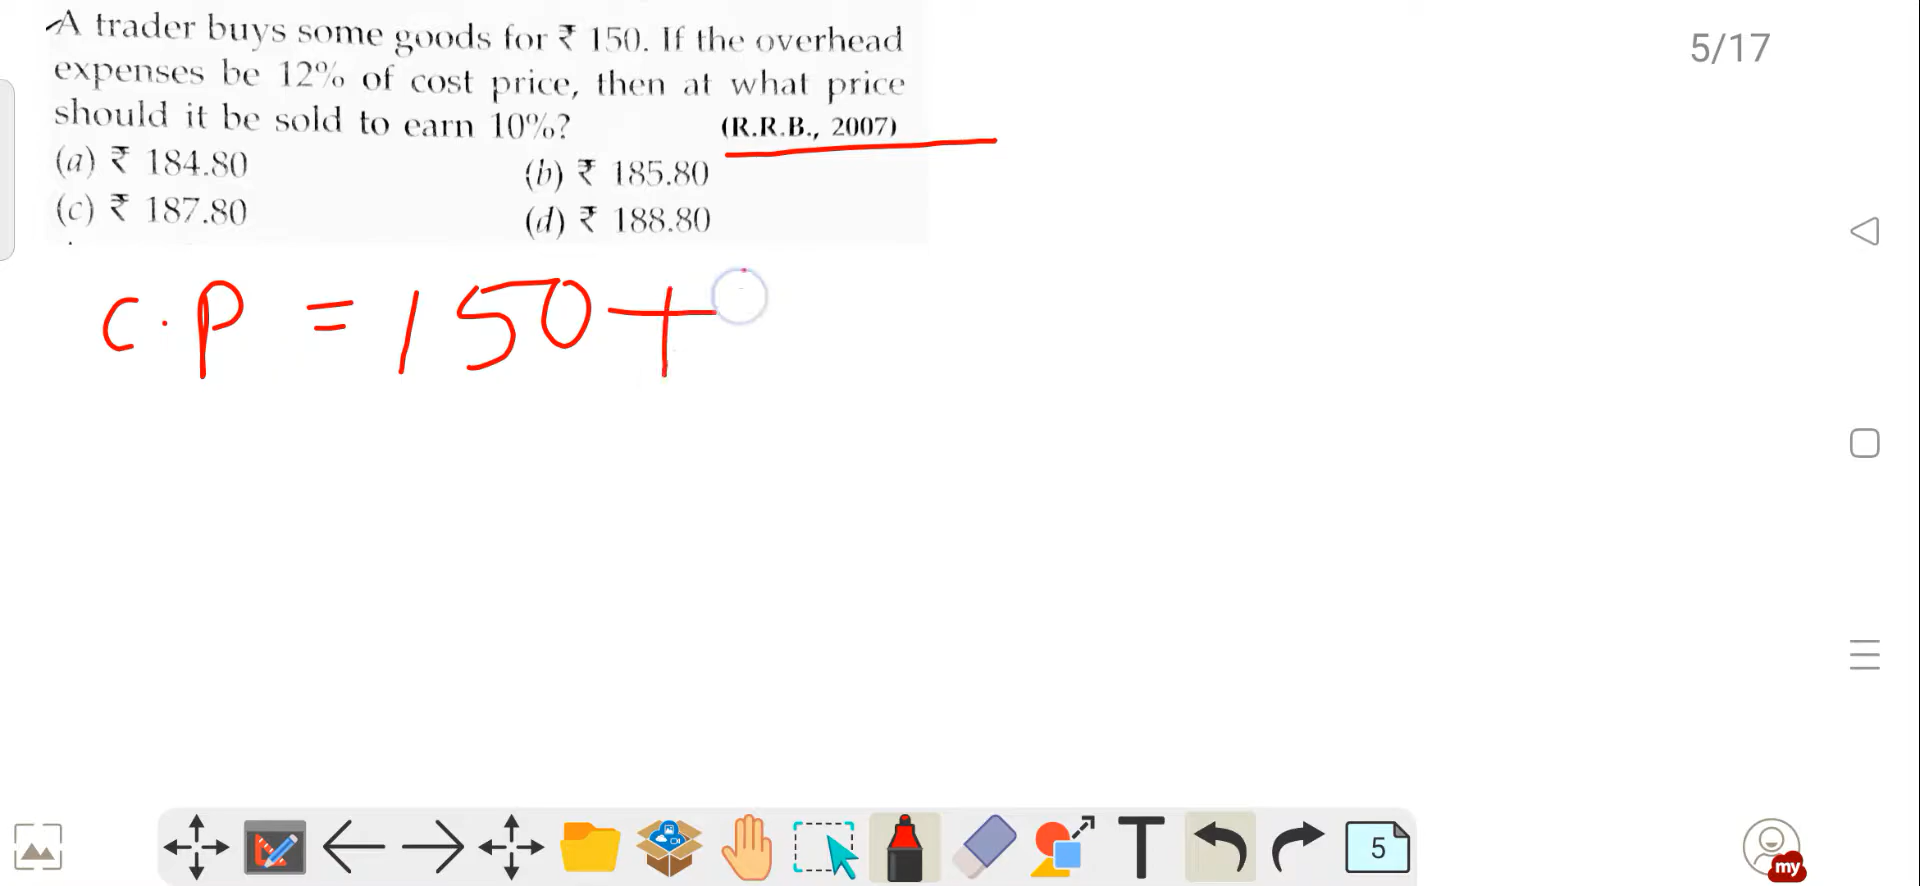 A trader buys some goods for ₹ 150. If the overhead
expenses be 12% of cost price, then at what price
should it be sold to earn 10%? (R.R.B., 2007)
(a) ₹ 184.80 (b) ₹ 185.80
(c) ₹ 187.80 (d) ₹ 188.80
5/17
C.P = 150 +
T
5
my